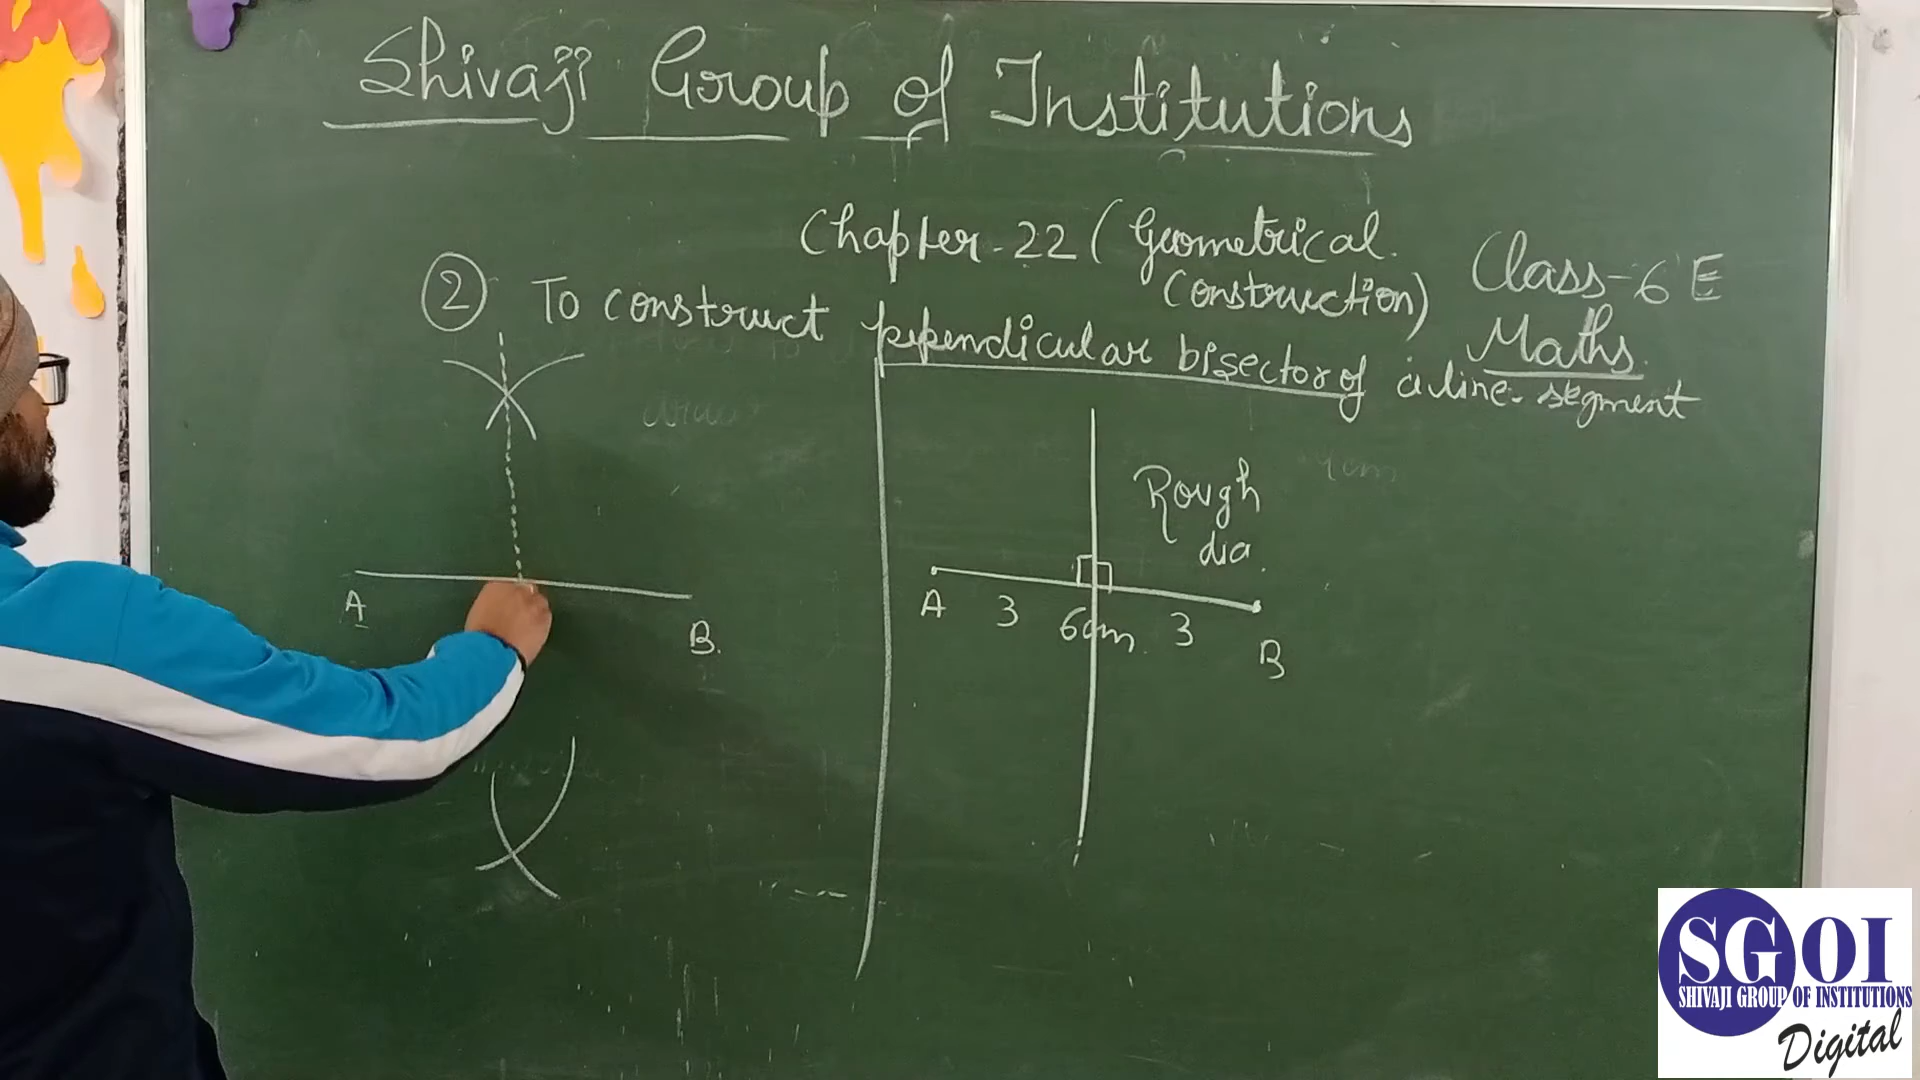 Shivaji Group of Institutions
Chapter-22 (Geometrical
Construction)
Class-6 E
Maths
② To construct pependicular bisector of a line segment
Rough
dia.
A 3 6cm. 3 B
A B.
SGOI
SHIVAJI GROUP OF INSTITUTIONS
Digital